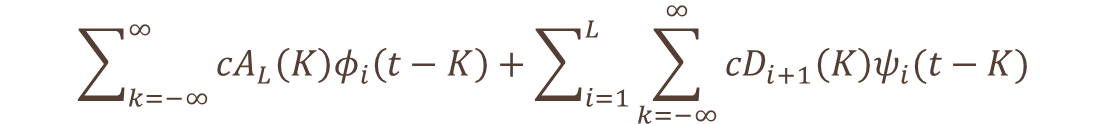 ∑_{k=−∞}^{∞} cA_L(K)ϕ_i(t − K) + ∑_{i=1}^{L} ∑_{k=−∞}^{∞} cD_{i+1}(K)ψ_i(t − K)